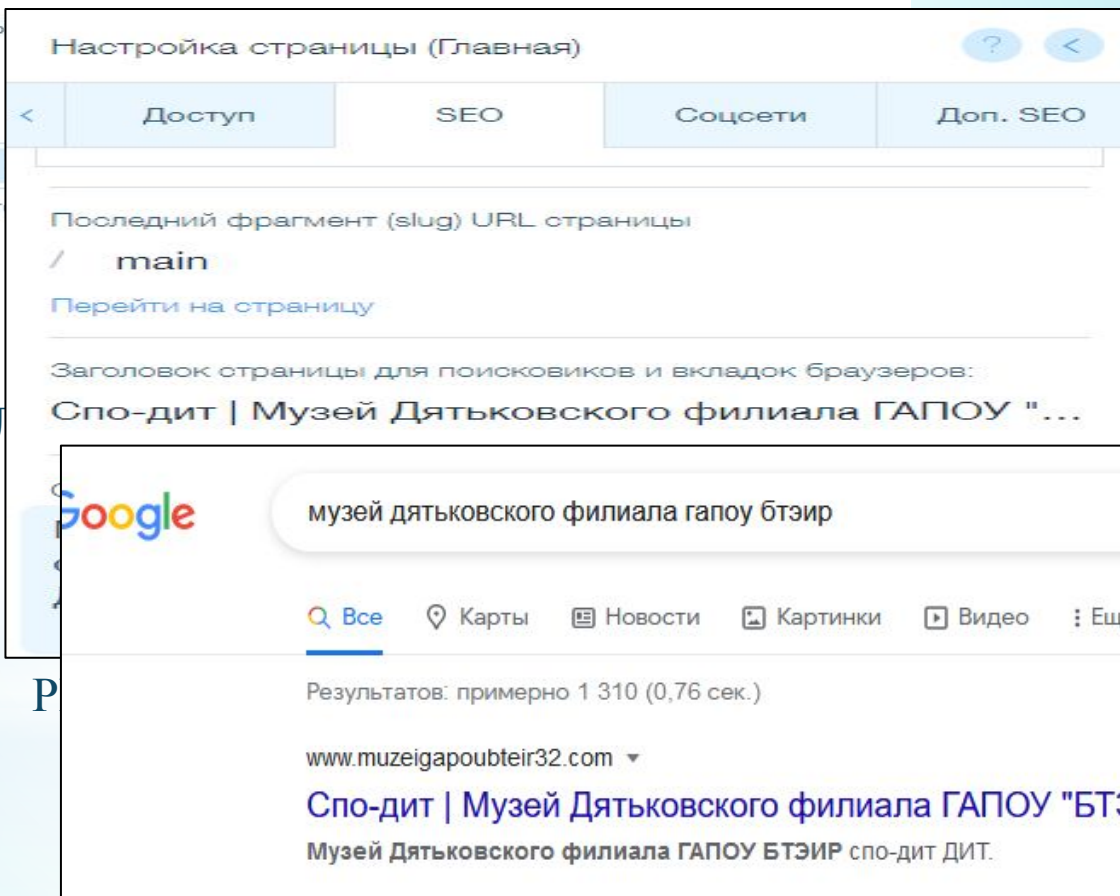 Настройка страницы (Главная)
? <
< Доступ SEO Соцсети Доп. SEO
Последний фрагмент (slug) URL страницы
/ main
Перейти на страницу
Заголовок страницы для поисковиков и вкладок браузеров:
Спо-дит | Музей Дятьковского филиала ГАПОУ "...
Google
музей дятьковского филиала гапоу бтэир
Все Карты Новости Картинки Видео
Результатов: примерно 1 310 (0,76 сек.)
www.muzeigapoubteir32.com
Спо-дит | Музей Дятьковского филиала ГАПОУ "БТЭ
Музей Дятьковского филиала ГАПОУ БТЭИР спо-дит ДИТ.